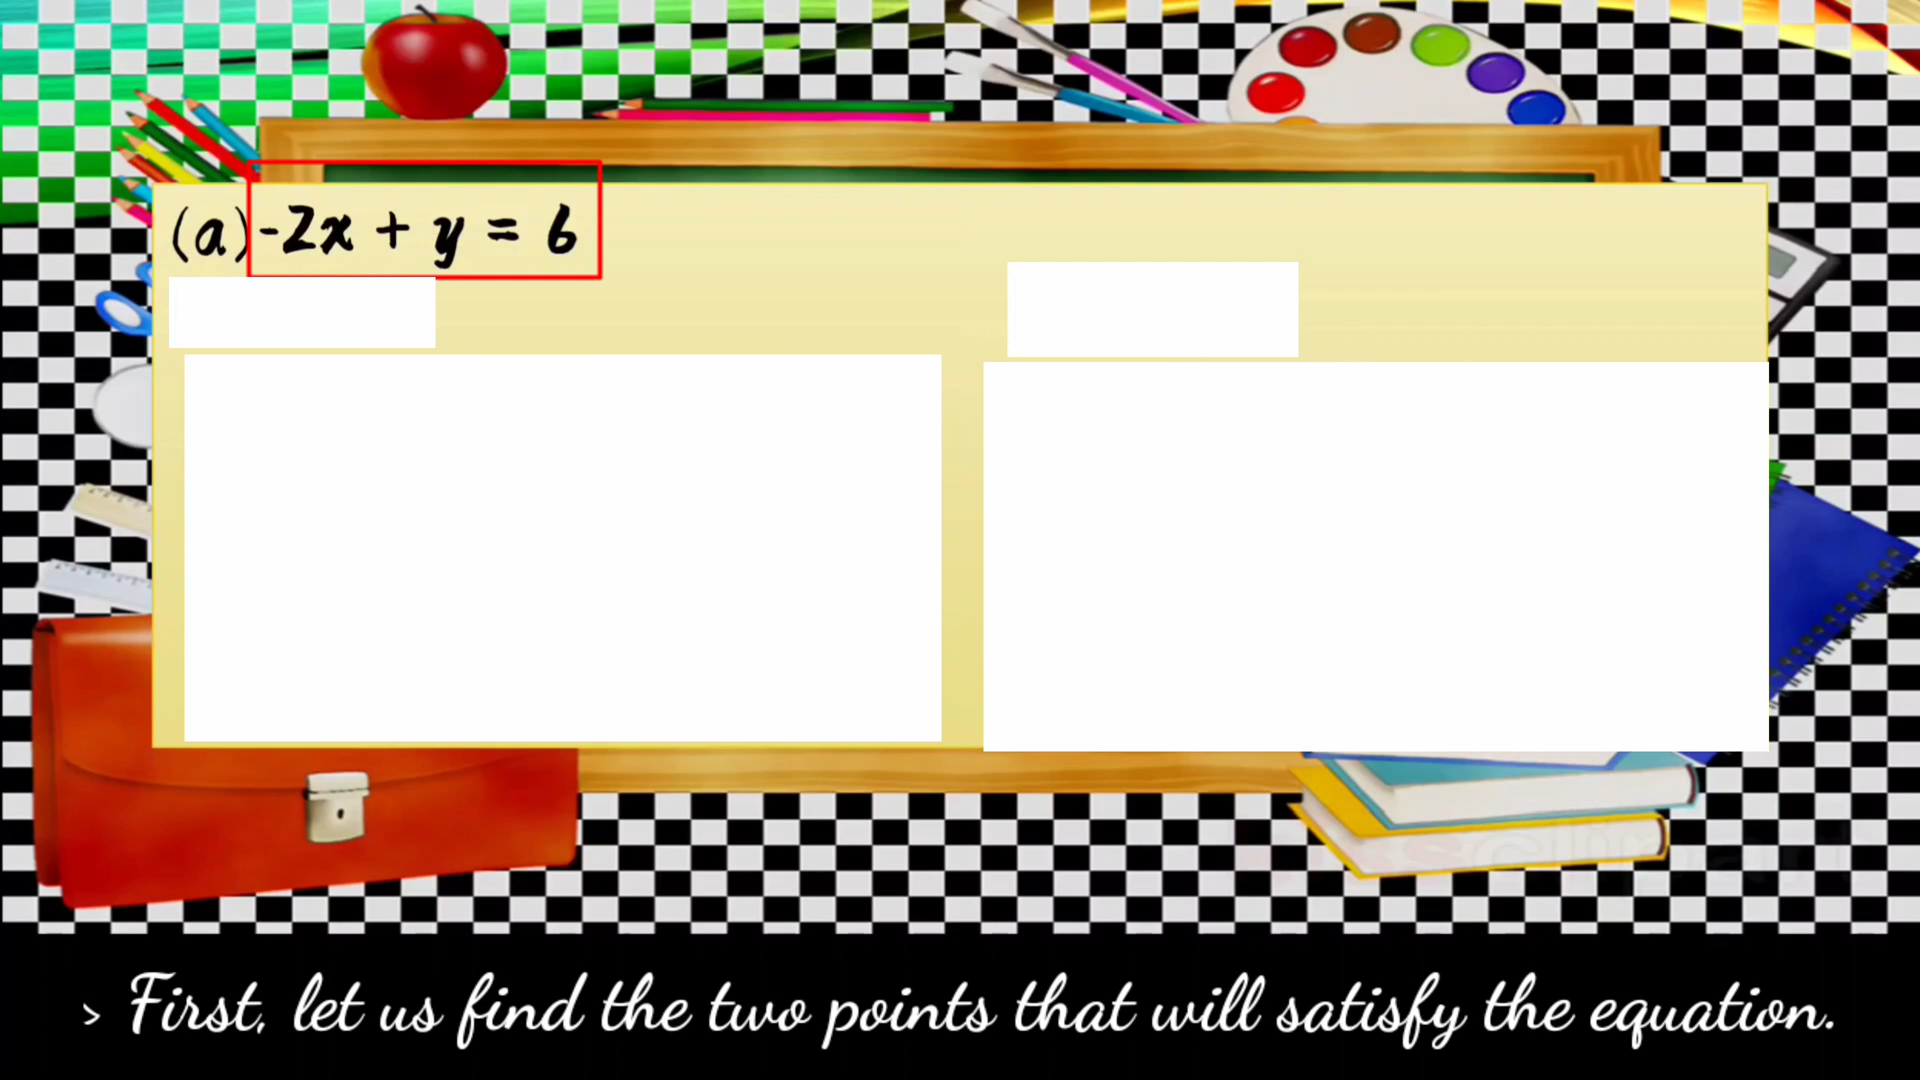 (a) -2x + y = 6
> First, let us find the two points that will satisfy the equation.